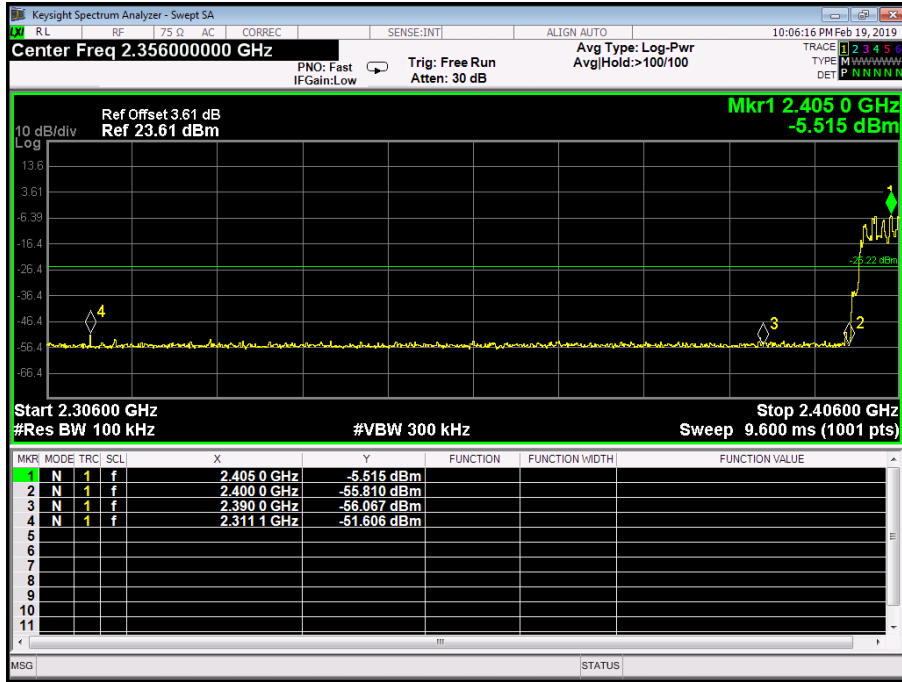 Keysight Spectrum Analyzer - Swept SA
LXI RL RF 75 Ω AC CORREC SENSE:INT ALIGN AUTO 10:06:16 PM Feb 19, 2019
Center Freq 2.356000000 GHz
PNO: Fast
IFGain:Low
Trig: Free Run
Atten: 30 dB
Avg Type: Log-Pwr
Avg|Hold:>100/100
TRACE 1 2 3 4 5 6
TYPE M W W W W W
DET P N N N N N
Mkr1 2.405 0 GHz
-5.515 dBm
Ref Offset 3.61 dB
10 dB/div Ref 23.61 dBm
Log
13.6
3.61
-6.39
-16.4
-26.4
-36.4
-46.4
-56.4
-66.4
1
-25.22 dBm
4
3
2
Start 2.30600 GHz Stop 2.40600 GHz
#Res BW 100 kHz #VBW 300 kHz Sweep 9.600 ms (1001 pts)
MKR MODE TRC SCL X Y FUNCTION FUNCTION WIDTH FUNCTION VALUE
1 N 1 f 2.405 0 GHz -5.515 dBm
2 N 1 f 2.400 0 GHz -55.810 dBm
3 N 1 f 2.390 0 GHz -56.067 dBm
4 N 1 f 2.311 1 GHz -51.606 dBm
5
6
7
8
9
10
11
MSG STATUS